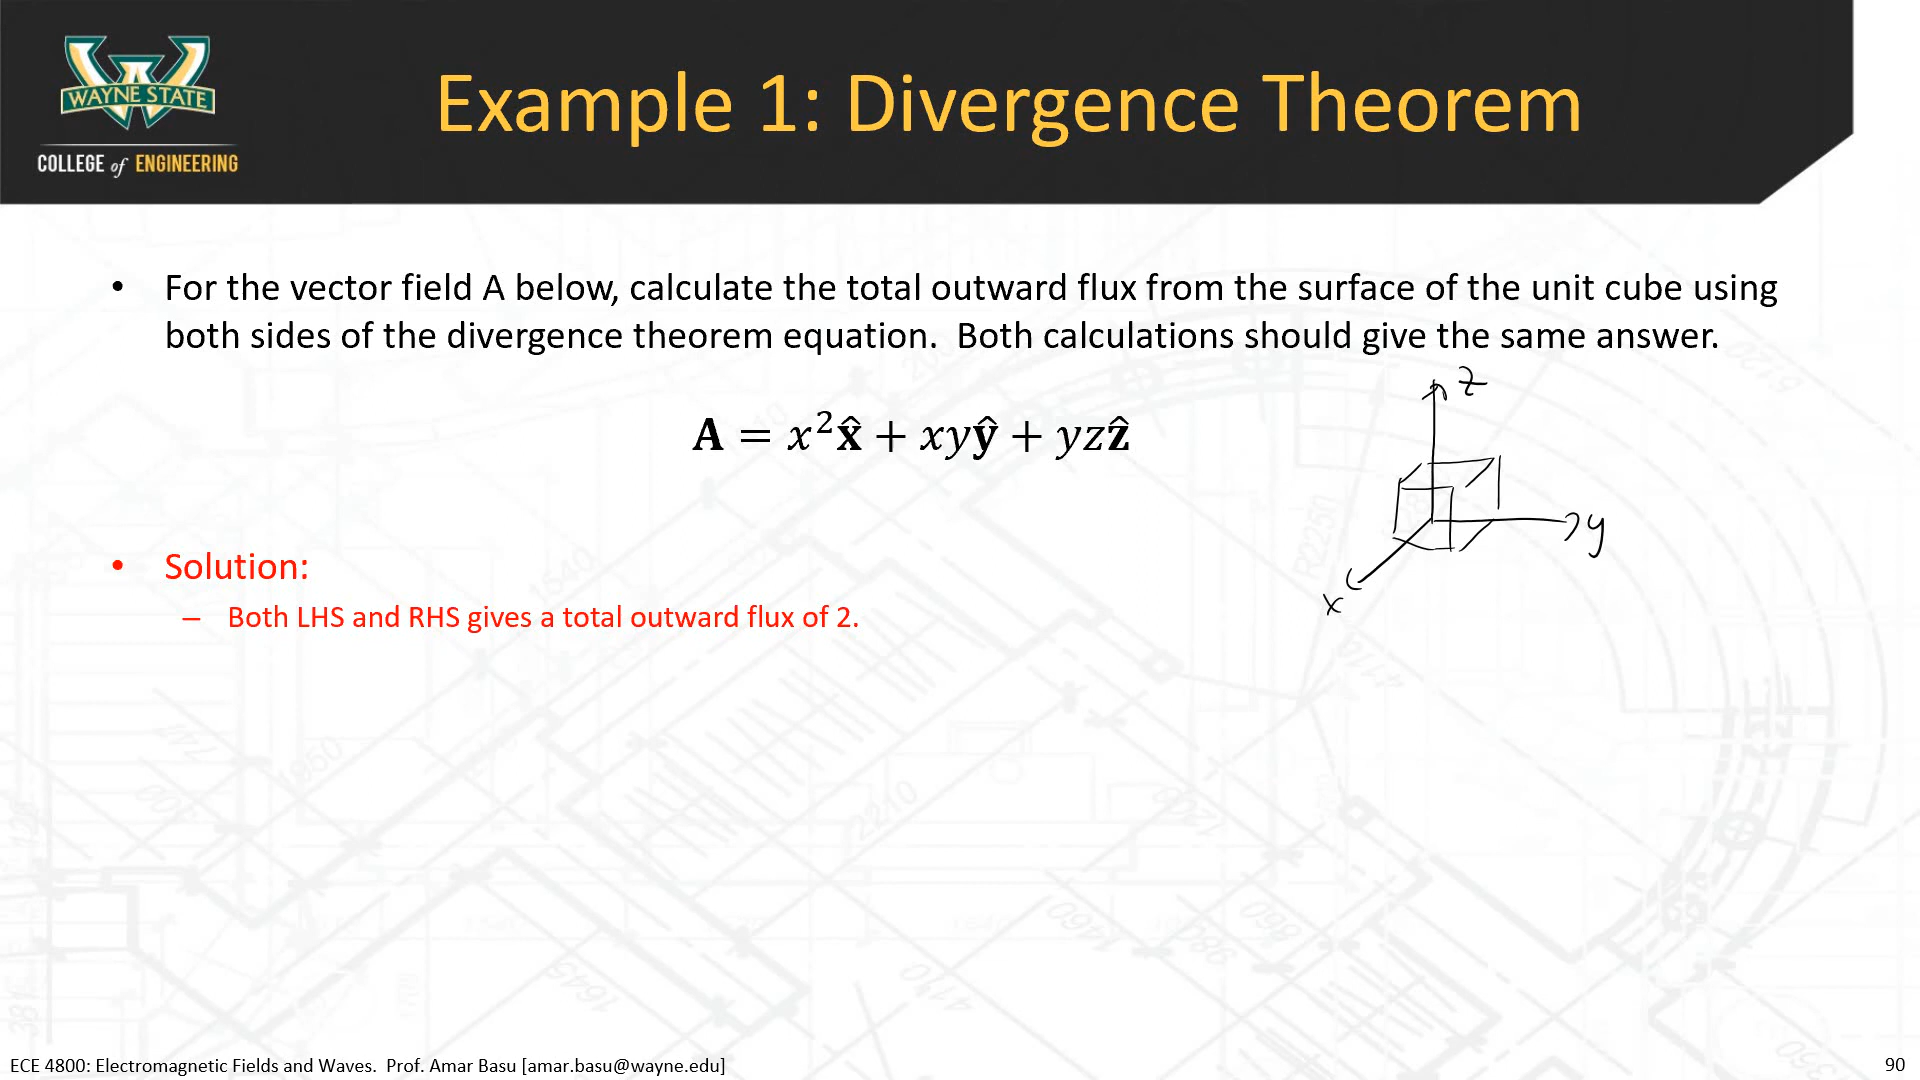 WAYNE STATE
COLLEGE of ENGINEERING
Example 1: Divergence Theorem
• For the vector field A below, calculate the total outward flux from the surface of the unit cube using
both sides of the divergence theorem equation.  Both calculations should give the same answer.
𝐀 = x²𝐱̂ + xy𝐲̂ + yz𝐳̂
z
y
x
• Solution:
– Both LHS and RHS gives a total outward flux of 2.
ECE 4800: Electromagnetic Fields and Waves.  Prof. Amar Basu [amar.basu@wayne.edu]
90